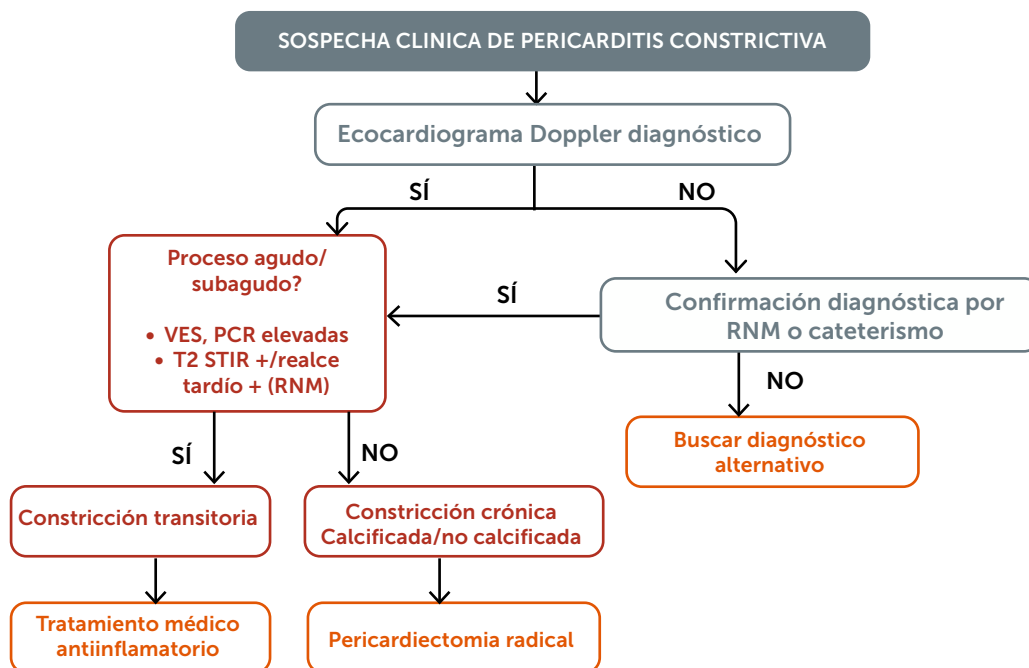 SOSPECHA CLINICA DE PERICARDITIS CONSTRICTIVA
Ecocardiograma Doppler diagnóstico
SÍ
NO
Proceso agudo/
subagudo?
• VES, PCR elevadas
• T2 STIR +/realce
tardío + (RNM)
SÍ
Confirmación diagnóstica por
RNM o cateterismo
NO
Buscar diagnóstico
alternativo
SÍ
NO
Constricción transitoria
Constricción crónica
Calcificada/no calcificada
Tratamiento médico
antiinflamatorio
Pericardiectomia radical